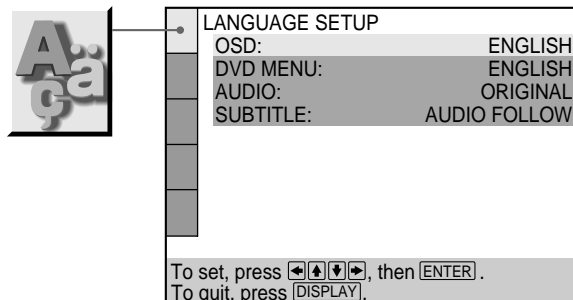 Aäç
LANGUAGE SETUP
OSD: ENGLISH
DVD MENU: ENGLISH
AUDIO: ORIGINAL
SUBTITLE: AUDIO FOLLOW
To set, press ←↑↓→, then ENTER.
To quit, press DISPLAY.